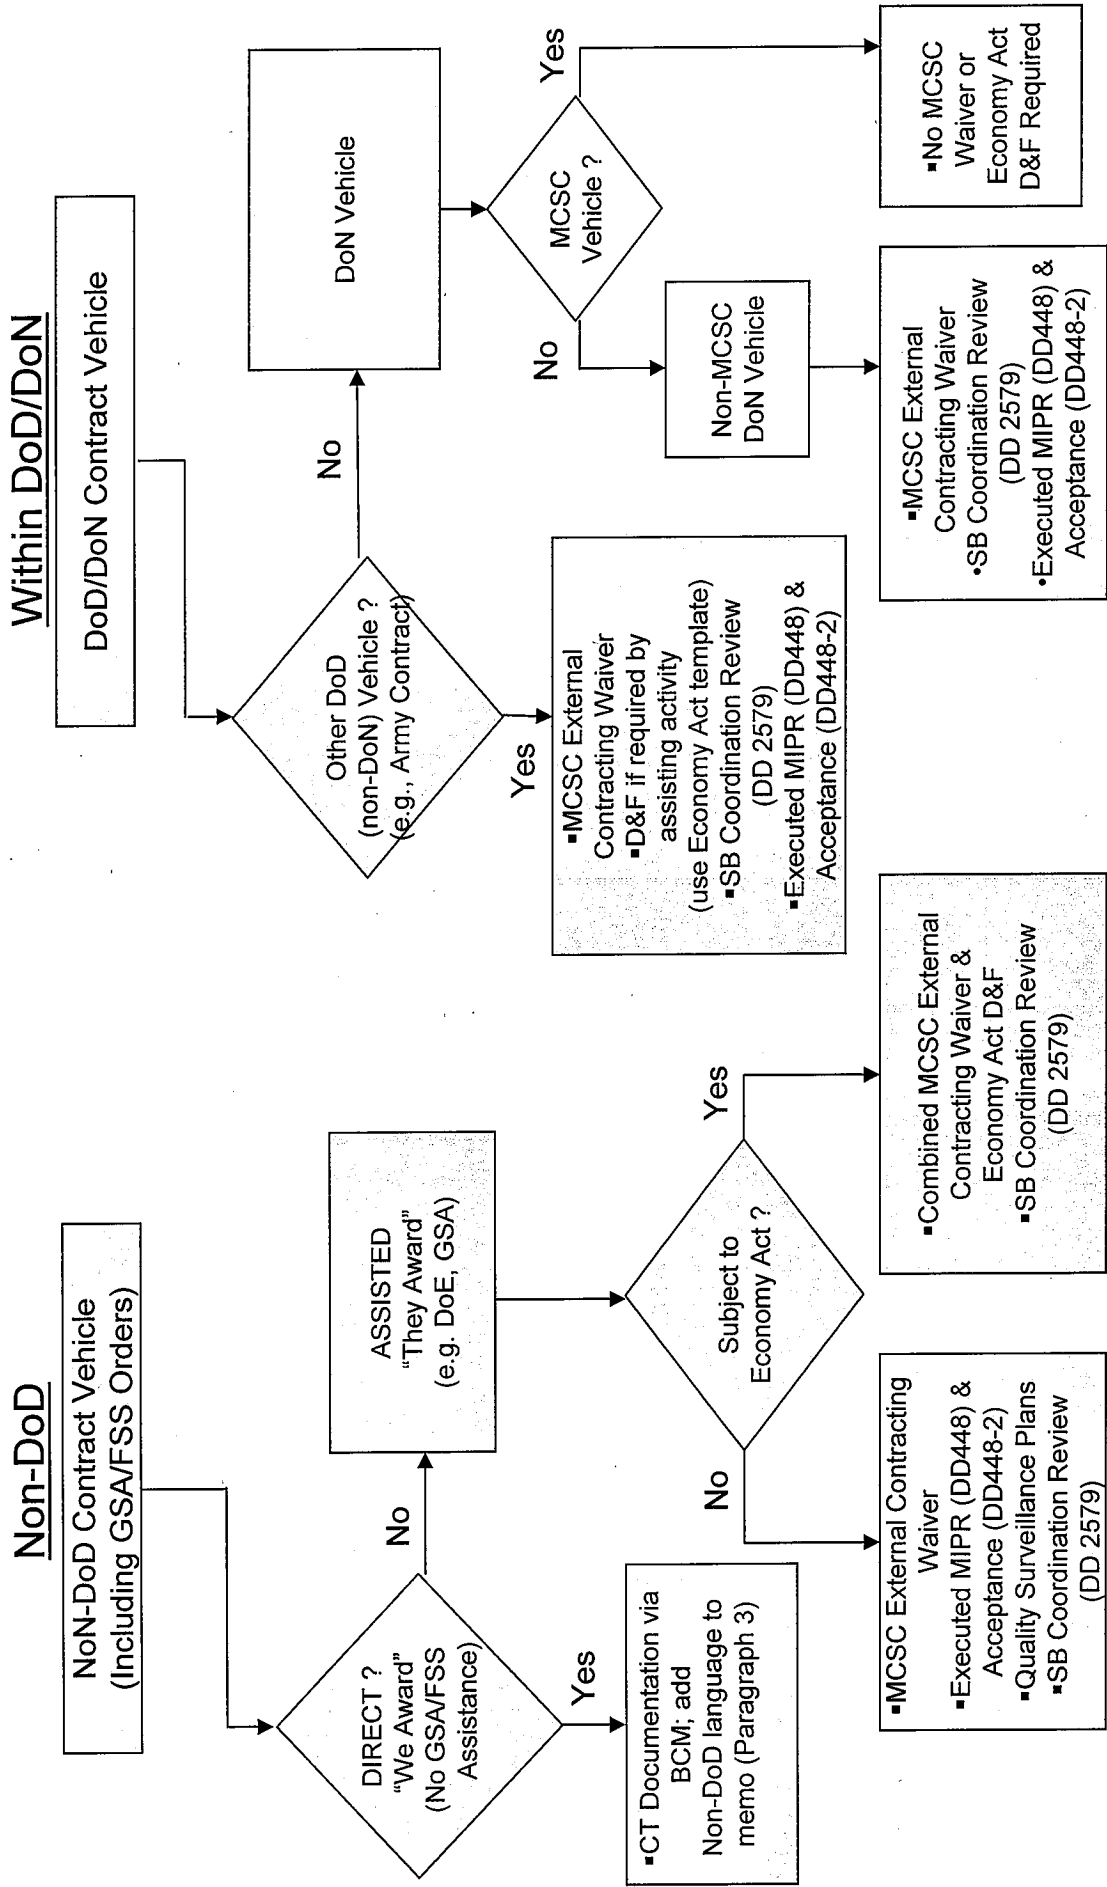 Non-DoD
NoN-DoD Contract Vehicle
(Including GSA/FSS Orders)
DIRECT ?
“We Award”
(No GSA/FSS
Assistance)
No
Yes
▪CT Documentation via
BCM; add
Non-DoD language to
memo (Paragraph 3)
ASSISTED
“They Award”
(e.g. DoE, GSA)
Subject to
Economy Act ?
No
Yes
▪MCSC External Contracting
Waiver
▪Executed MIPR (DD448) &
Acceptance (DD448-2)
▪Quality Surveillance Plans
▪SB Coordination Review
(DD 2579)
▪Combined MCSC External
Contracting Waiver &
Economy Act D&F
▪SB Coordination Review
(DD 2579)
Within DoD/DoN
DoD/DoN Contract Vehicle
Other DoD
(non-DoN) Vehicle ?
(e.g., Army Contract)
No
Yes
▪MCSC External
Contracting Waiver
▪D&F if required by
assisting activity
(use Economy Act template)
▪SB Coordination Review
(DD 2579)
▪Executed MIPR (DD448) &
Acceptance (DD448-2)
DoN Vehicle
MCSC
Vehicle ?
No
Yes
Non-MCSC
DoN Vehicle
▪MCSC External
Contracting Waiver
•SB Coordination Review
(DD 2579)
•Executed MIPR (DD448) &
Acceptance (DD448-2)
▪No MCSC
Waiver or
Economy Act
D&F Required